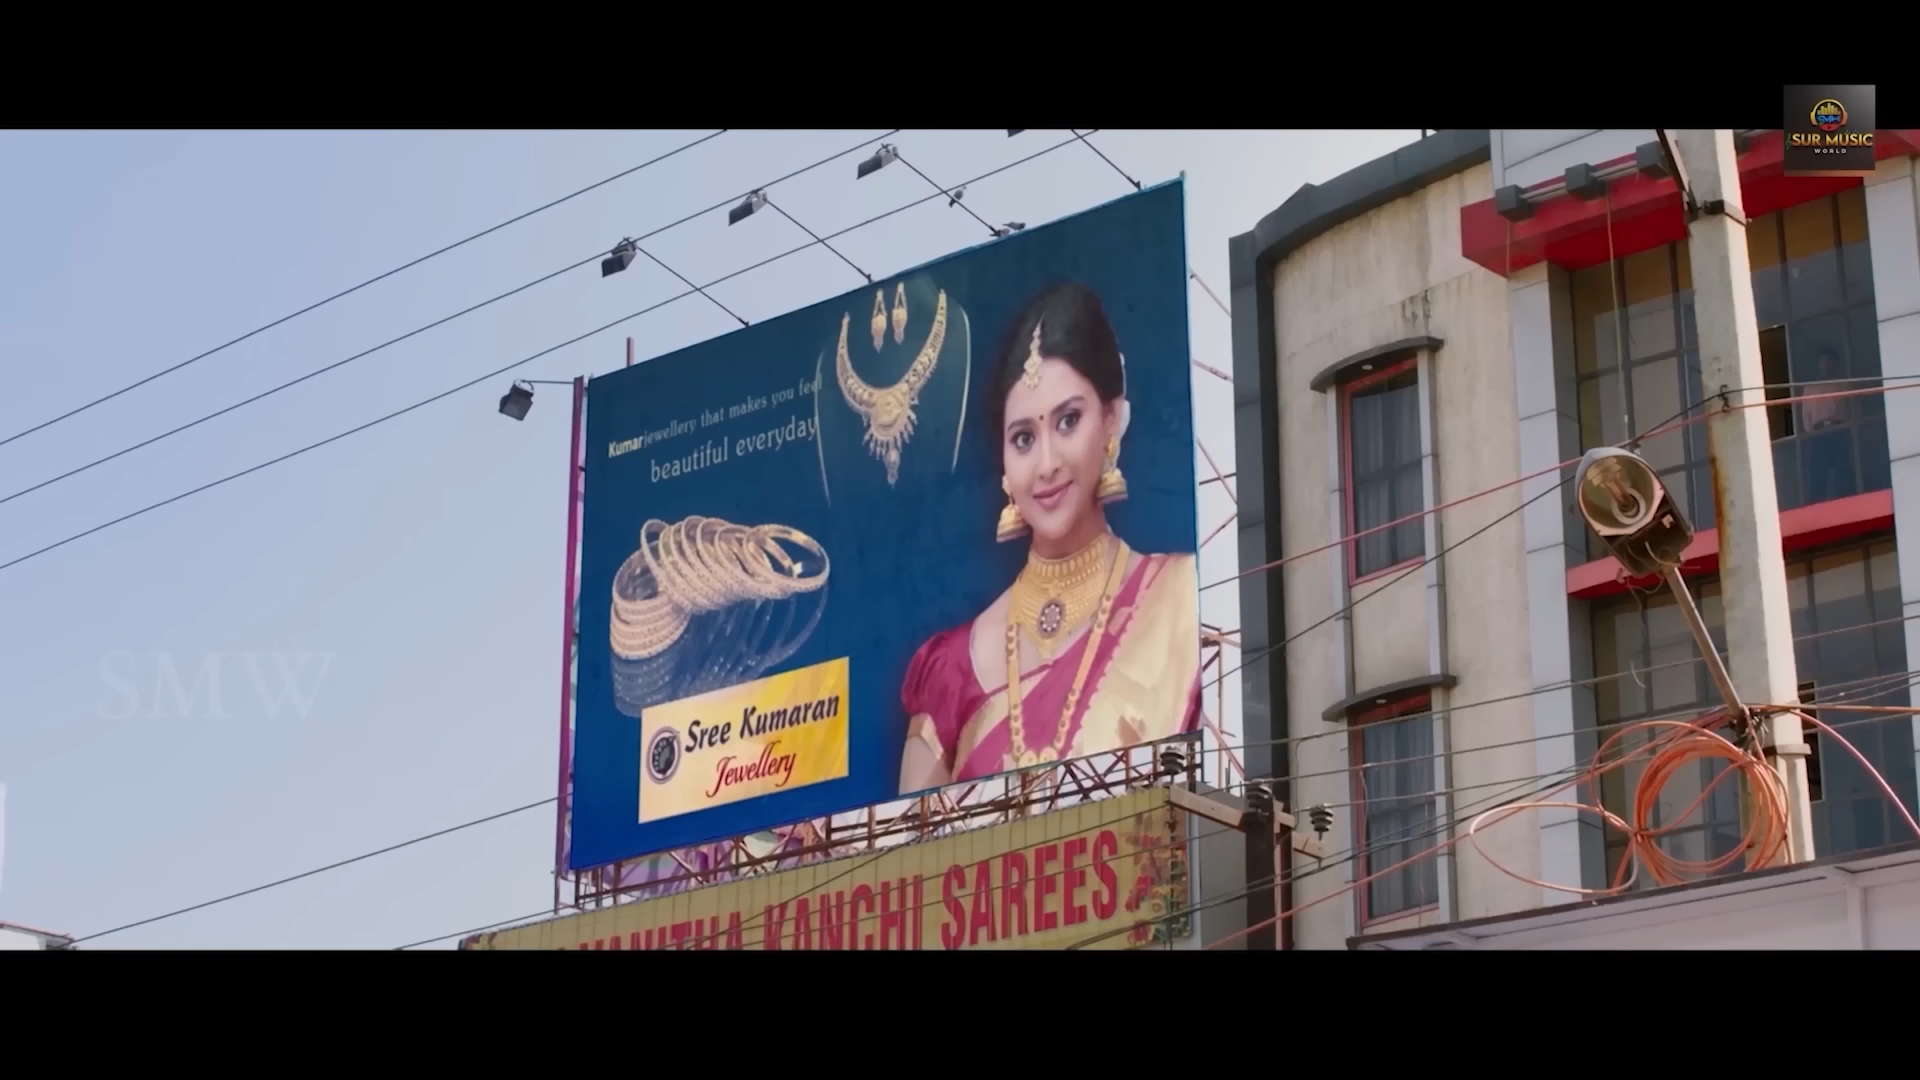 SUR MUSIC
WORLD
Kumar jewellery that makes you feel
beautiful everyday
Sree Kumaran
Jewellery
KANCHI SAREES
SMW